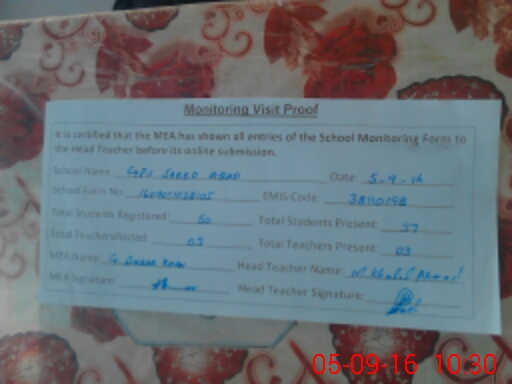 Monitoring Visit Proof
It is certified that the MEA has shown all entries of the School Monitoring Form to
the Head Teacher before its online submission.
School Name: GGPS SAEED ABAD Date: 5-9-16
School Form No:
EMIS Code: 38110198
Total Students Registered: 50 Total Students Present: 37
Total TeachersPosted: 03 Total Teachers Present: 03
MEA Name: Head Teacher Name:
MEA Signature: Head Teacher Signature:
05-09-16 10:30